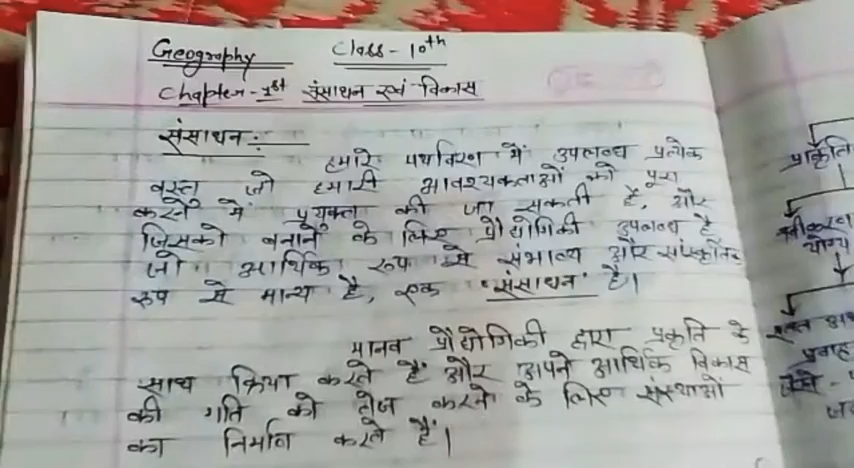 Geography Class - 10th
Chapter - 1st संसाधन एवं विकास
संसाधन :-
हमारे पर्यावरण में उपलब्ध प्रत्येक
वस्तु जो हमारी आवश्यकताओं को पूरा
करने में प्रयुक्त की जा सकती है, और
जिसको बनाने के लिए प्रौद्योगिकी उपलब्ध है
जो आर्थिक रूप से संभाव्य और सांस्कृतिक
रूप से मान्य है, एक "संसाधन" है।
मानव प्रौद्योगिकी द्वारा प्रकृति के
साथ क्रिया करते हैं और अपने आर्थिक विकास
की गति को तेज करने के लिए संस्थाओं
का निर्माण करते हैं।
प्राकृति
योग्य
प्रवाह
जैसे -